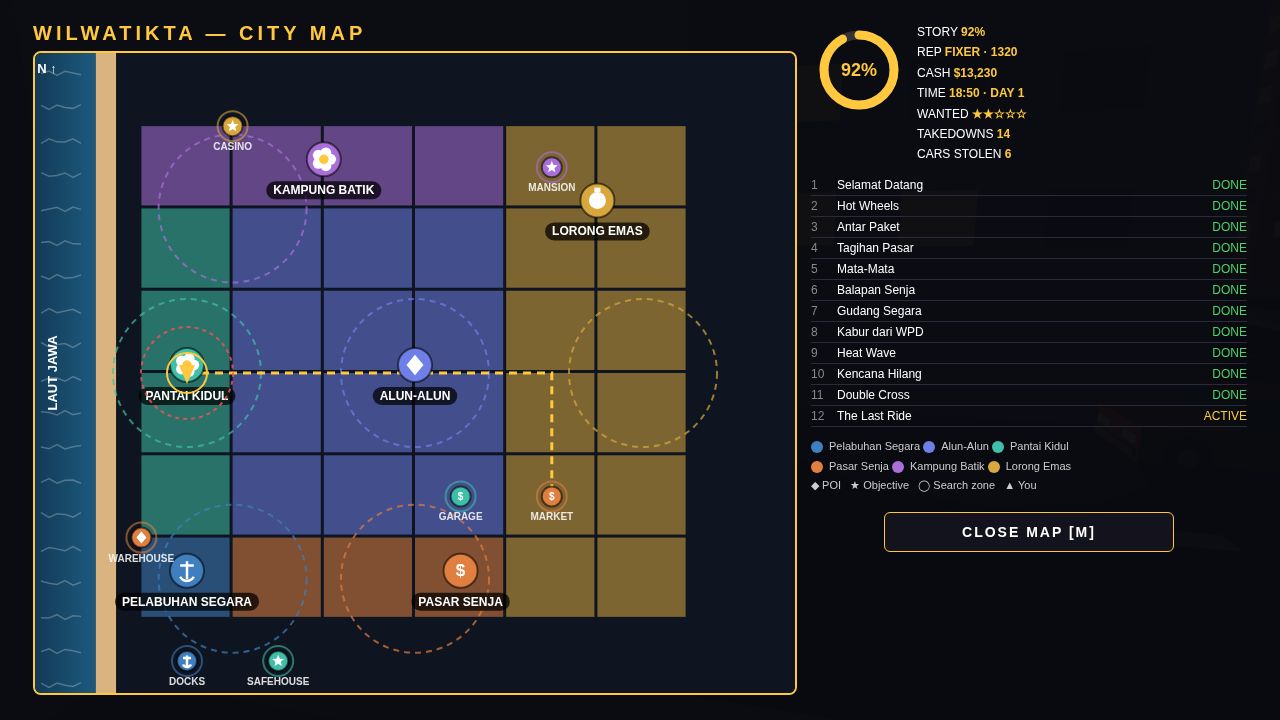 WILWATIKTA — CITY MAP
N ↑
CASINO
KAMPUNG BATIK
MANSION
LORONG EMAS
LAUT JAWA
PANTAI KIDUL
ALUN-ALUN
$
GARAGE
$
MARKET
WAREHOUSE
PELABUHAN SEGARA
$
PASAR SENJA
DOCKS
SAFEHOUSE
92%
STORY 92%
REP FIXER · 1320
CASH $13,230
TIME 18:50 · DAY 1
WANTED ★★☆☆☆
TAKEDOWNS 14
CARS STOLEN 6
1 Selamat Datang DONE
2 Hot Wheels DONE
3 Antar Paket DONE
4 Tagihan Pasar DONE
5 Mata-Mata DONE
6 Balapan Senja DONE
7 Gudang Segara DONE
8 Kabur dari WPD DONE
9 Heat Wave DONE
10 Kencana Hilang DONE
11 Double Cross DONE
12 The Last Ride ACTIVE
Pelabuhan Segara Alun-Alun Pantai Kidul
Pasar Senja Kampung Batik Lorong Emas
◆ POI ★ Objective ◯ Search zone ▲ You
CLOSE MAP [M]